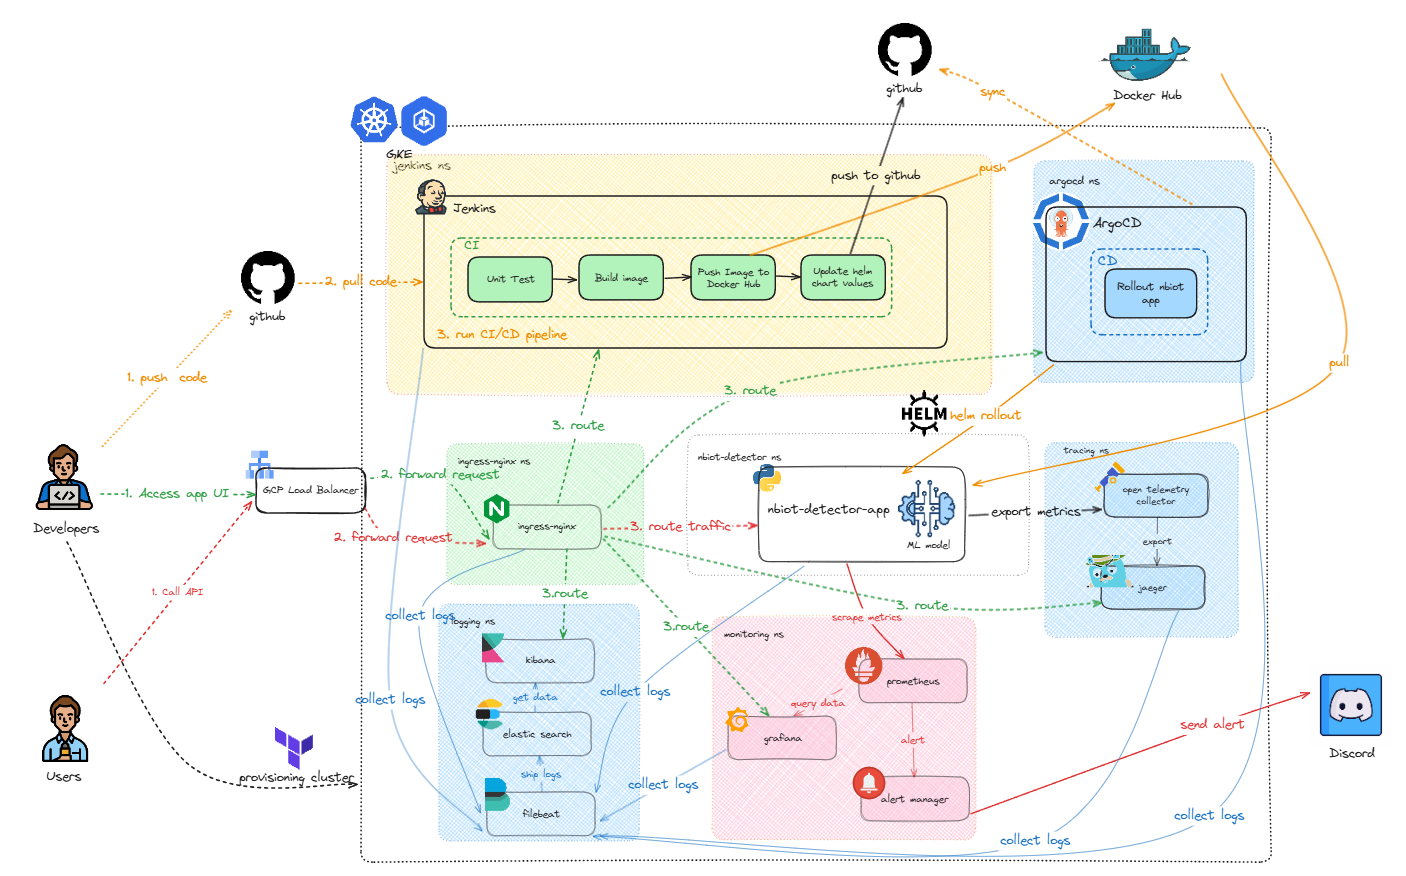 github
Docker Hub
sync
GKE
jenkins ns
push to github
push
argocd ns
Jenkins
ArgoCD
CI
CD
Unit Test
Build image
Push Image to
Docker Hub
Update helm
chart values
Rollout nbiot
app
2. pull code
github
3. run CI/CD pipeline
1. push code
3. route
pull
HELM
helm rollout
3. route
ingress-nginx ns
nbiot-detector ns
tracing ns
2. forward request
GCP Load Balancer
1. Access app UI
open telemetry
collector
nbiot-detector-app
export metrics
Developers
ingress-nginx
3. route traffic
2. forward request
ML model
export
1. Call API
3.route
jaeger
3. route
collect logs
logging ns
scrape metrics
3.route
monitoring ns
kibana
prometheus
get data
collect logs
collect logs
query data
send alert
elastic search
grafana
alert
Discord
Users
provisioning cluster
ship logs
collect logs
alert manager
filebeat
collect logs
collect logs